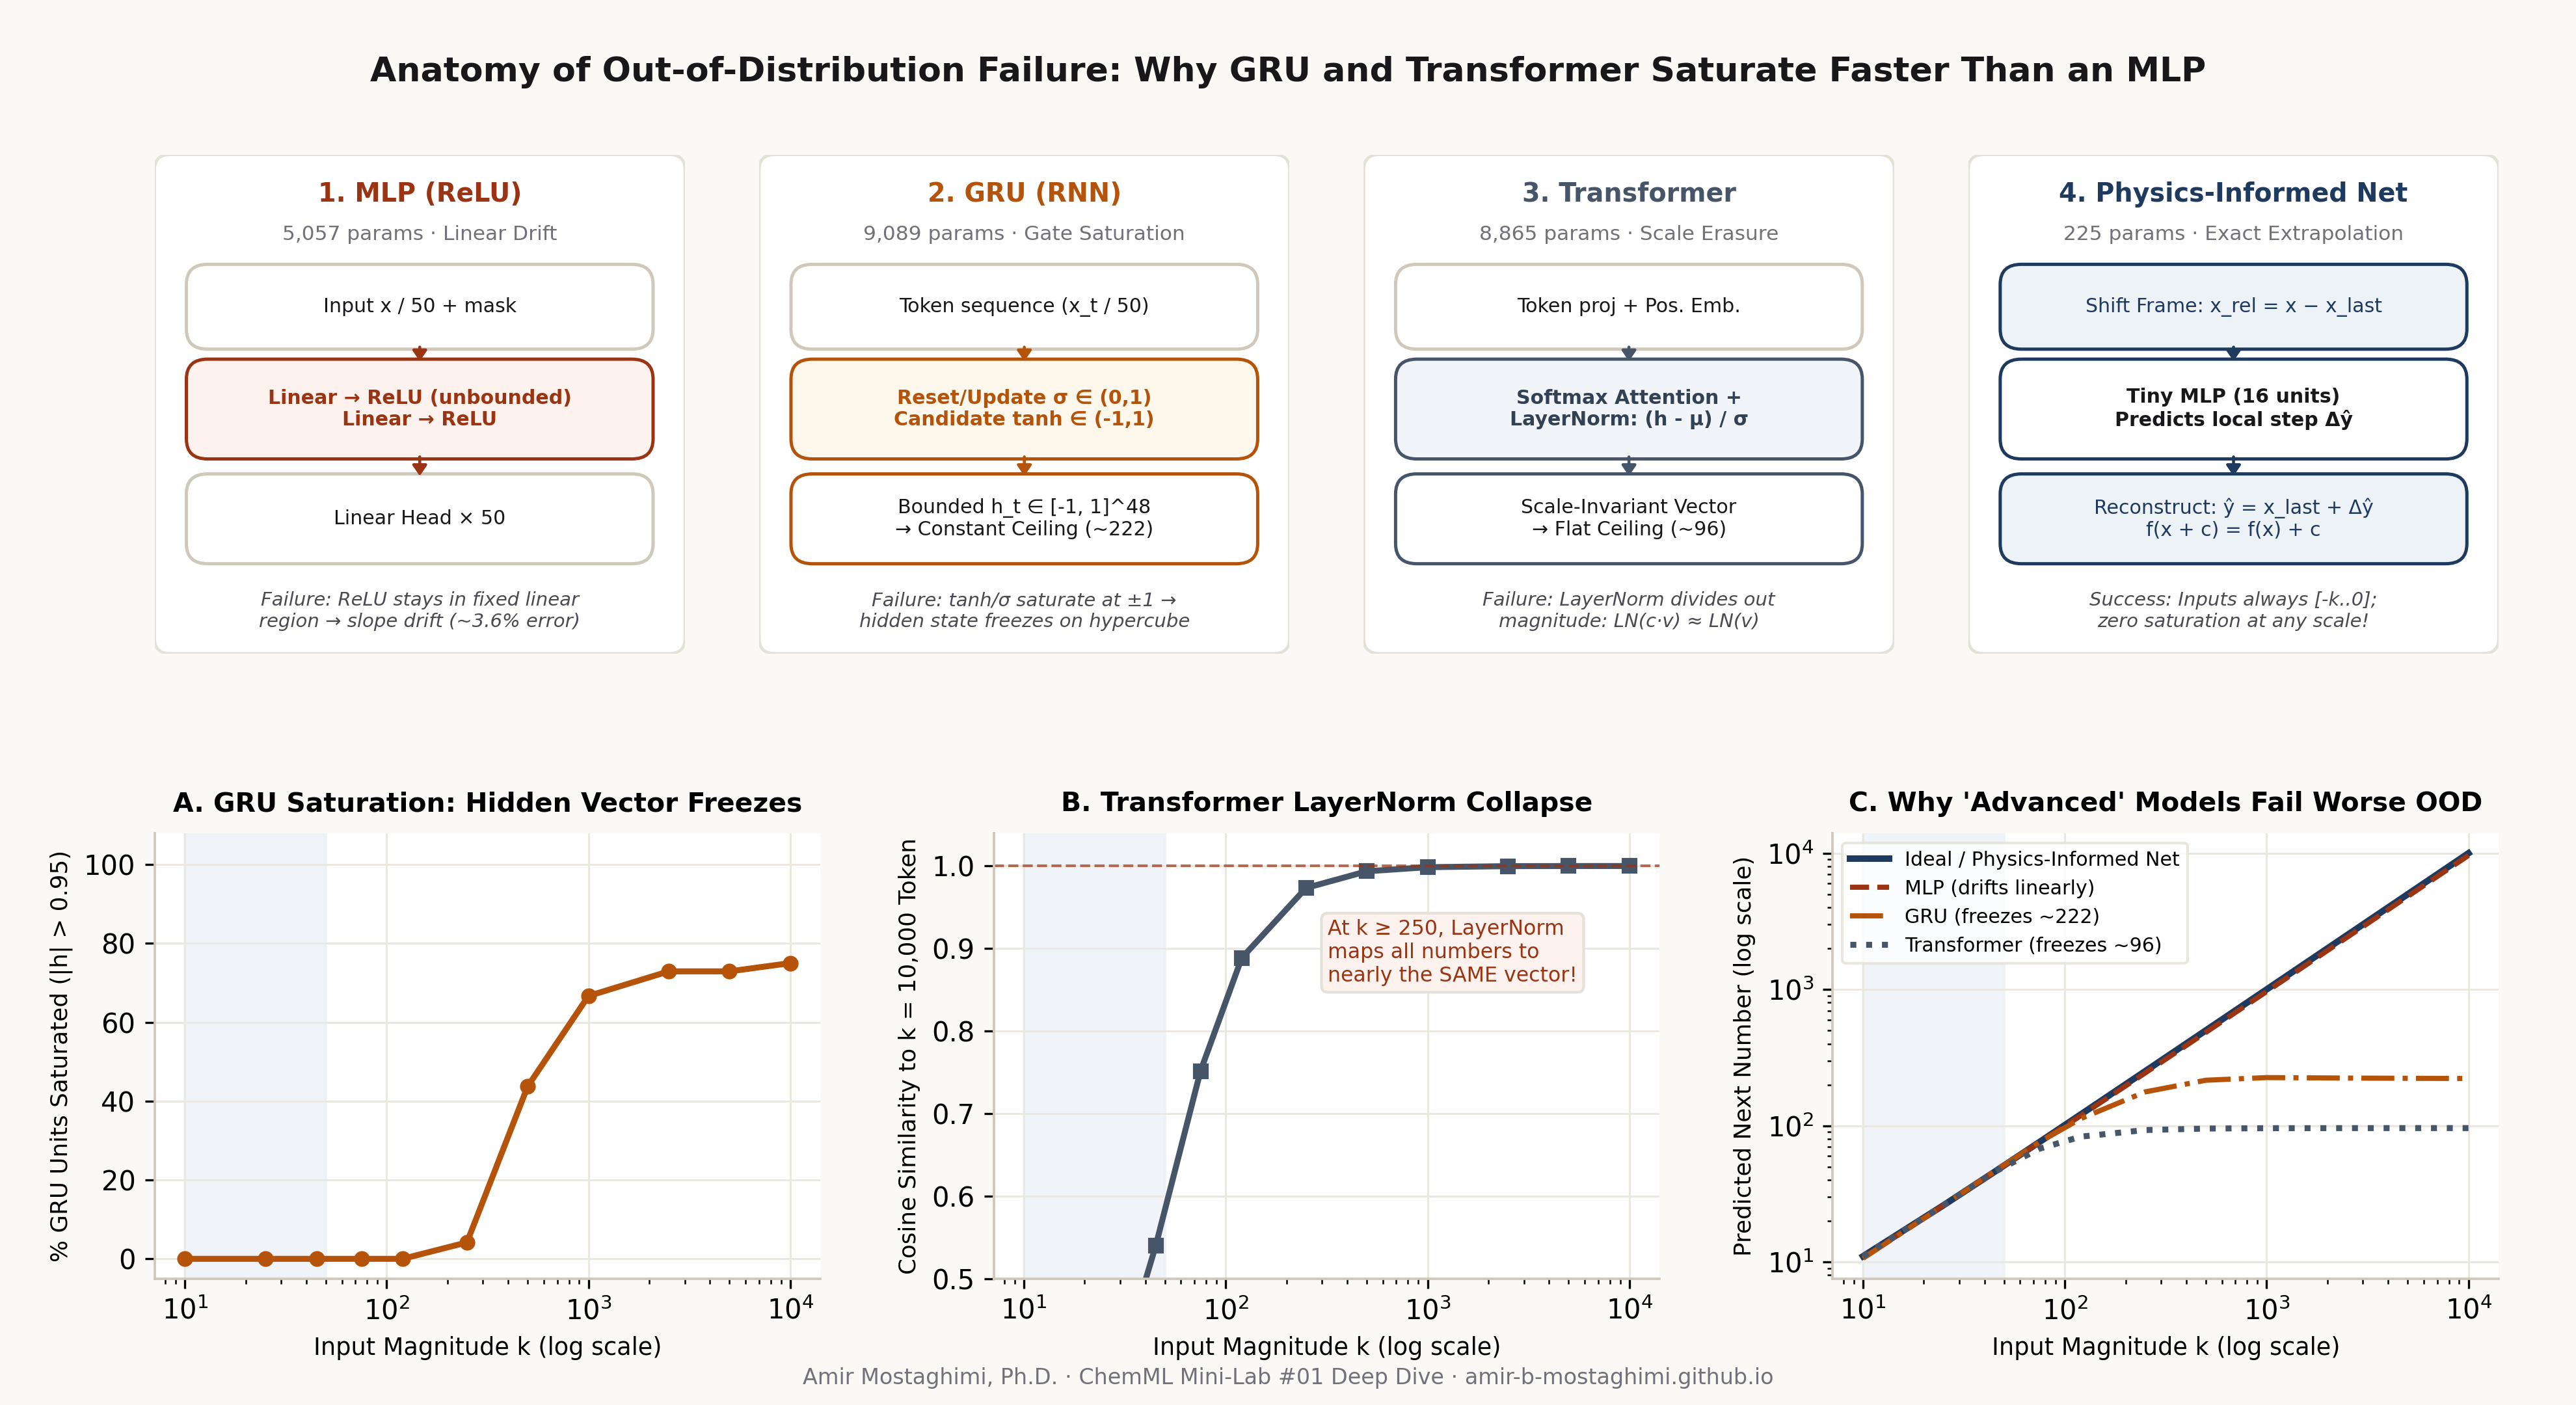 Anatomy of Out-of-Distribution Failure: Why GRU and Transformer Saturate Faster Than an MLP
1. MLP (ReLU)
5,057 params · Linear Drift
Input x / 50 + mask
Linear → ReLU (unbounded)
Linear → ReLU
Linear Head × 50
Failure: ReLU stays in fixed linear
region → slope drift (~3.6% error)
2. GRU (RNN)
9,089 params · Gate Saturation
Token sequence (x_t / 50)
Reset/Update σ ∈ (0,1)
Candidate tanh ∈ (-1,1)
Bounded h_t ∈ [-1, 1]^48
→ Constant Ceiling (~222)
Failure: tanh/σ saturate at ±1 →
hidden state freezes on hypercube
3. Transformer
8,865 params · Scale Erasure
Token proj + Pos. Emb.
Softmax Attention +
LayerNorm: (h - μ) / σ
Scale-Invariant Vector
→ Flat Ceiling (~96)
Failure: LayerNorm divides out
magnitude: LN(c·v) ≈ LN(v)
4. Physics-Informed Net
225 params · Exact Extrapolation
Shift Frame: x_rel = x − x_last
Tiny MLP (16 units)
Predicts local step Δŷ
Reconstruct: ŷ = x_last + Δŷ
f(x + c) = f(x) + c
Success: Inputs always [-k..0];
zero saturation at any scale!
A. GRU Saturation: Hidden Vector Freezes
% GRU Units Saturated (|h| > 0.95)
100
80
60
40
20
0
10¹ 10² 10³ 10⁴
Input Magnitude k (log scale)
B. Transformer LayerNorm Collapse
Cosine Similarity to k = 10,000 Token
1.0
0.9
0.8
0.7
0.6
0.5
At k ≥ 250, LayerNorm
maps all numbers to
nearly the SAME vector!
10¹ 10² 10³ 10⁴
Input Magnitude k (log scale)
C. Why 'Advanced' Models Fail Worse OOD
Predicted Next Number (log scale)
10⁴
10³
10²
10¹
Ideal / Physics-Informed Net
MLP (drifts linearly)
GRU (freezes ~222)
Transformer (freezes ~96)
10¹ 10² 10³ 10⁴
Input Magnitude k (log scale)
Amir Mostaghimi, Ph.D. · ChemML Mini-Lab #01 Deep Dive · amir-b-mostaghimi.github.io